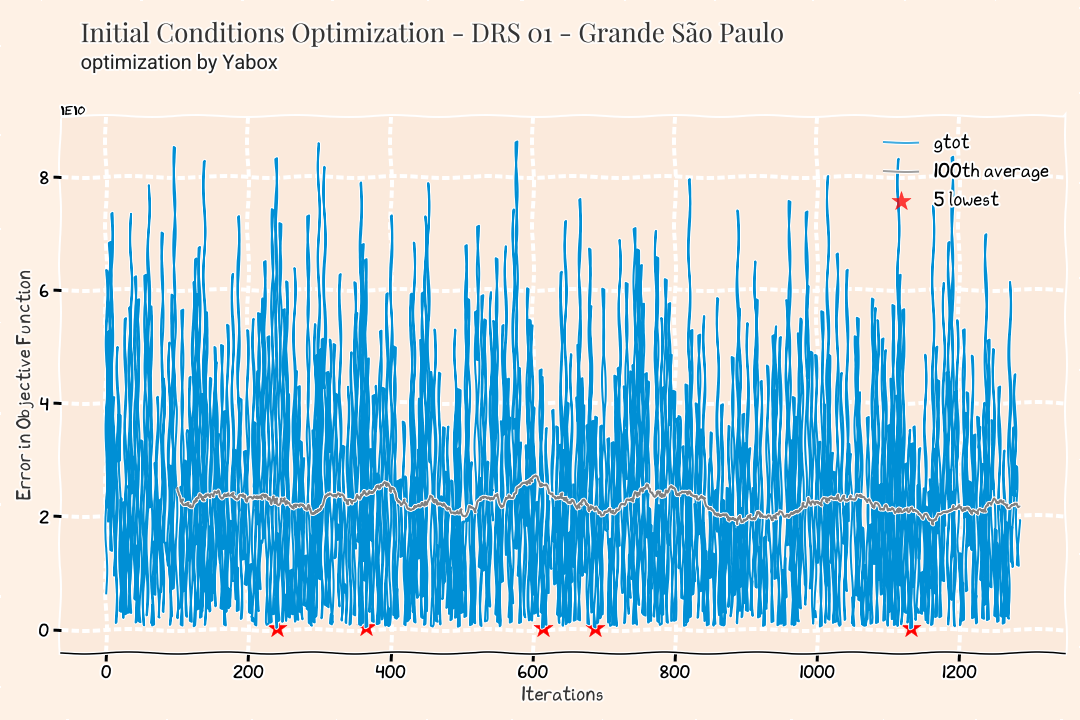 Initial Conditions Optimization - DRS 01 - Grande São Paulo
optimization by Yabox
1E10
gtot
100th average
5 lowest
8
6
4
2
0
Error in Objective Function
0 200 400 600 800 1000 1200
Iterations